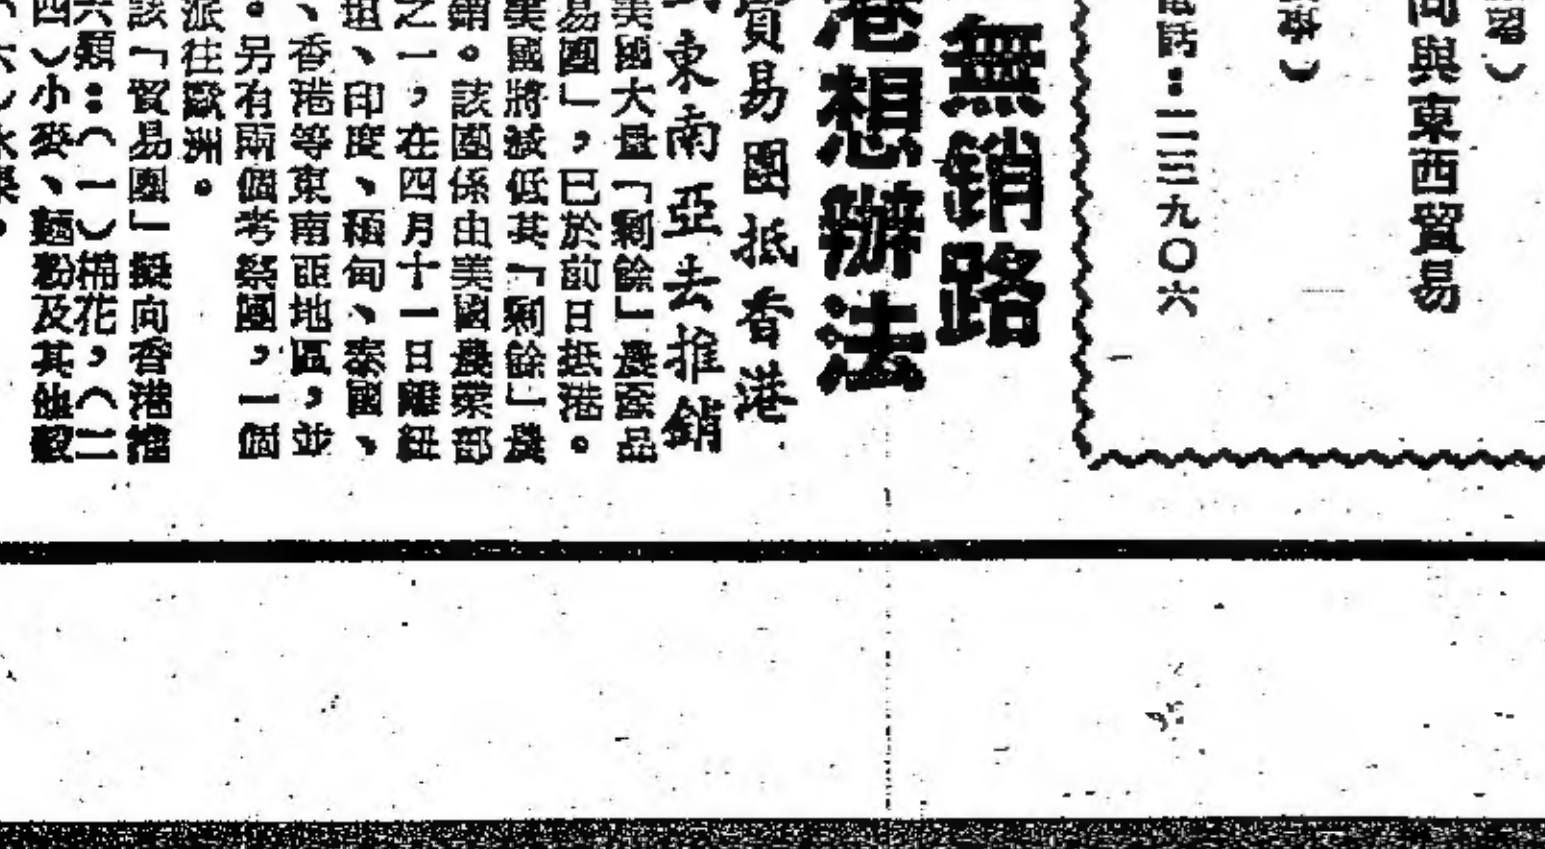 與東西貿易
電話：二三九〇六
無銷路
港想辦法
貿易團抵香港
東南亞去推銷
美國大量「剩餘」農產品
易團」，已於前日抵港。
美國將減低其「剩餘」農
銷。該團係由美國農業部
之一，在四月十一日離紐
坦、印度、緬甸、泰國、
、香港等東南亞地區，並
。另有兩個考察團，一個
派往歐洲。
該「貿易團」擬向香港推
六類：（一）棉花，（二
四）小麥、麵粉及其他穀